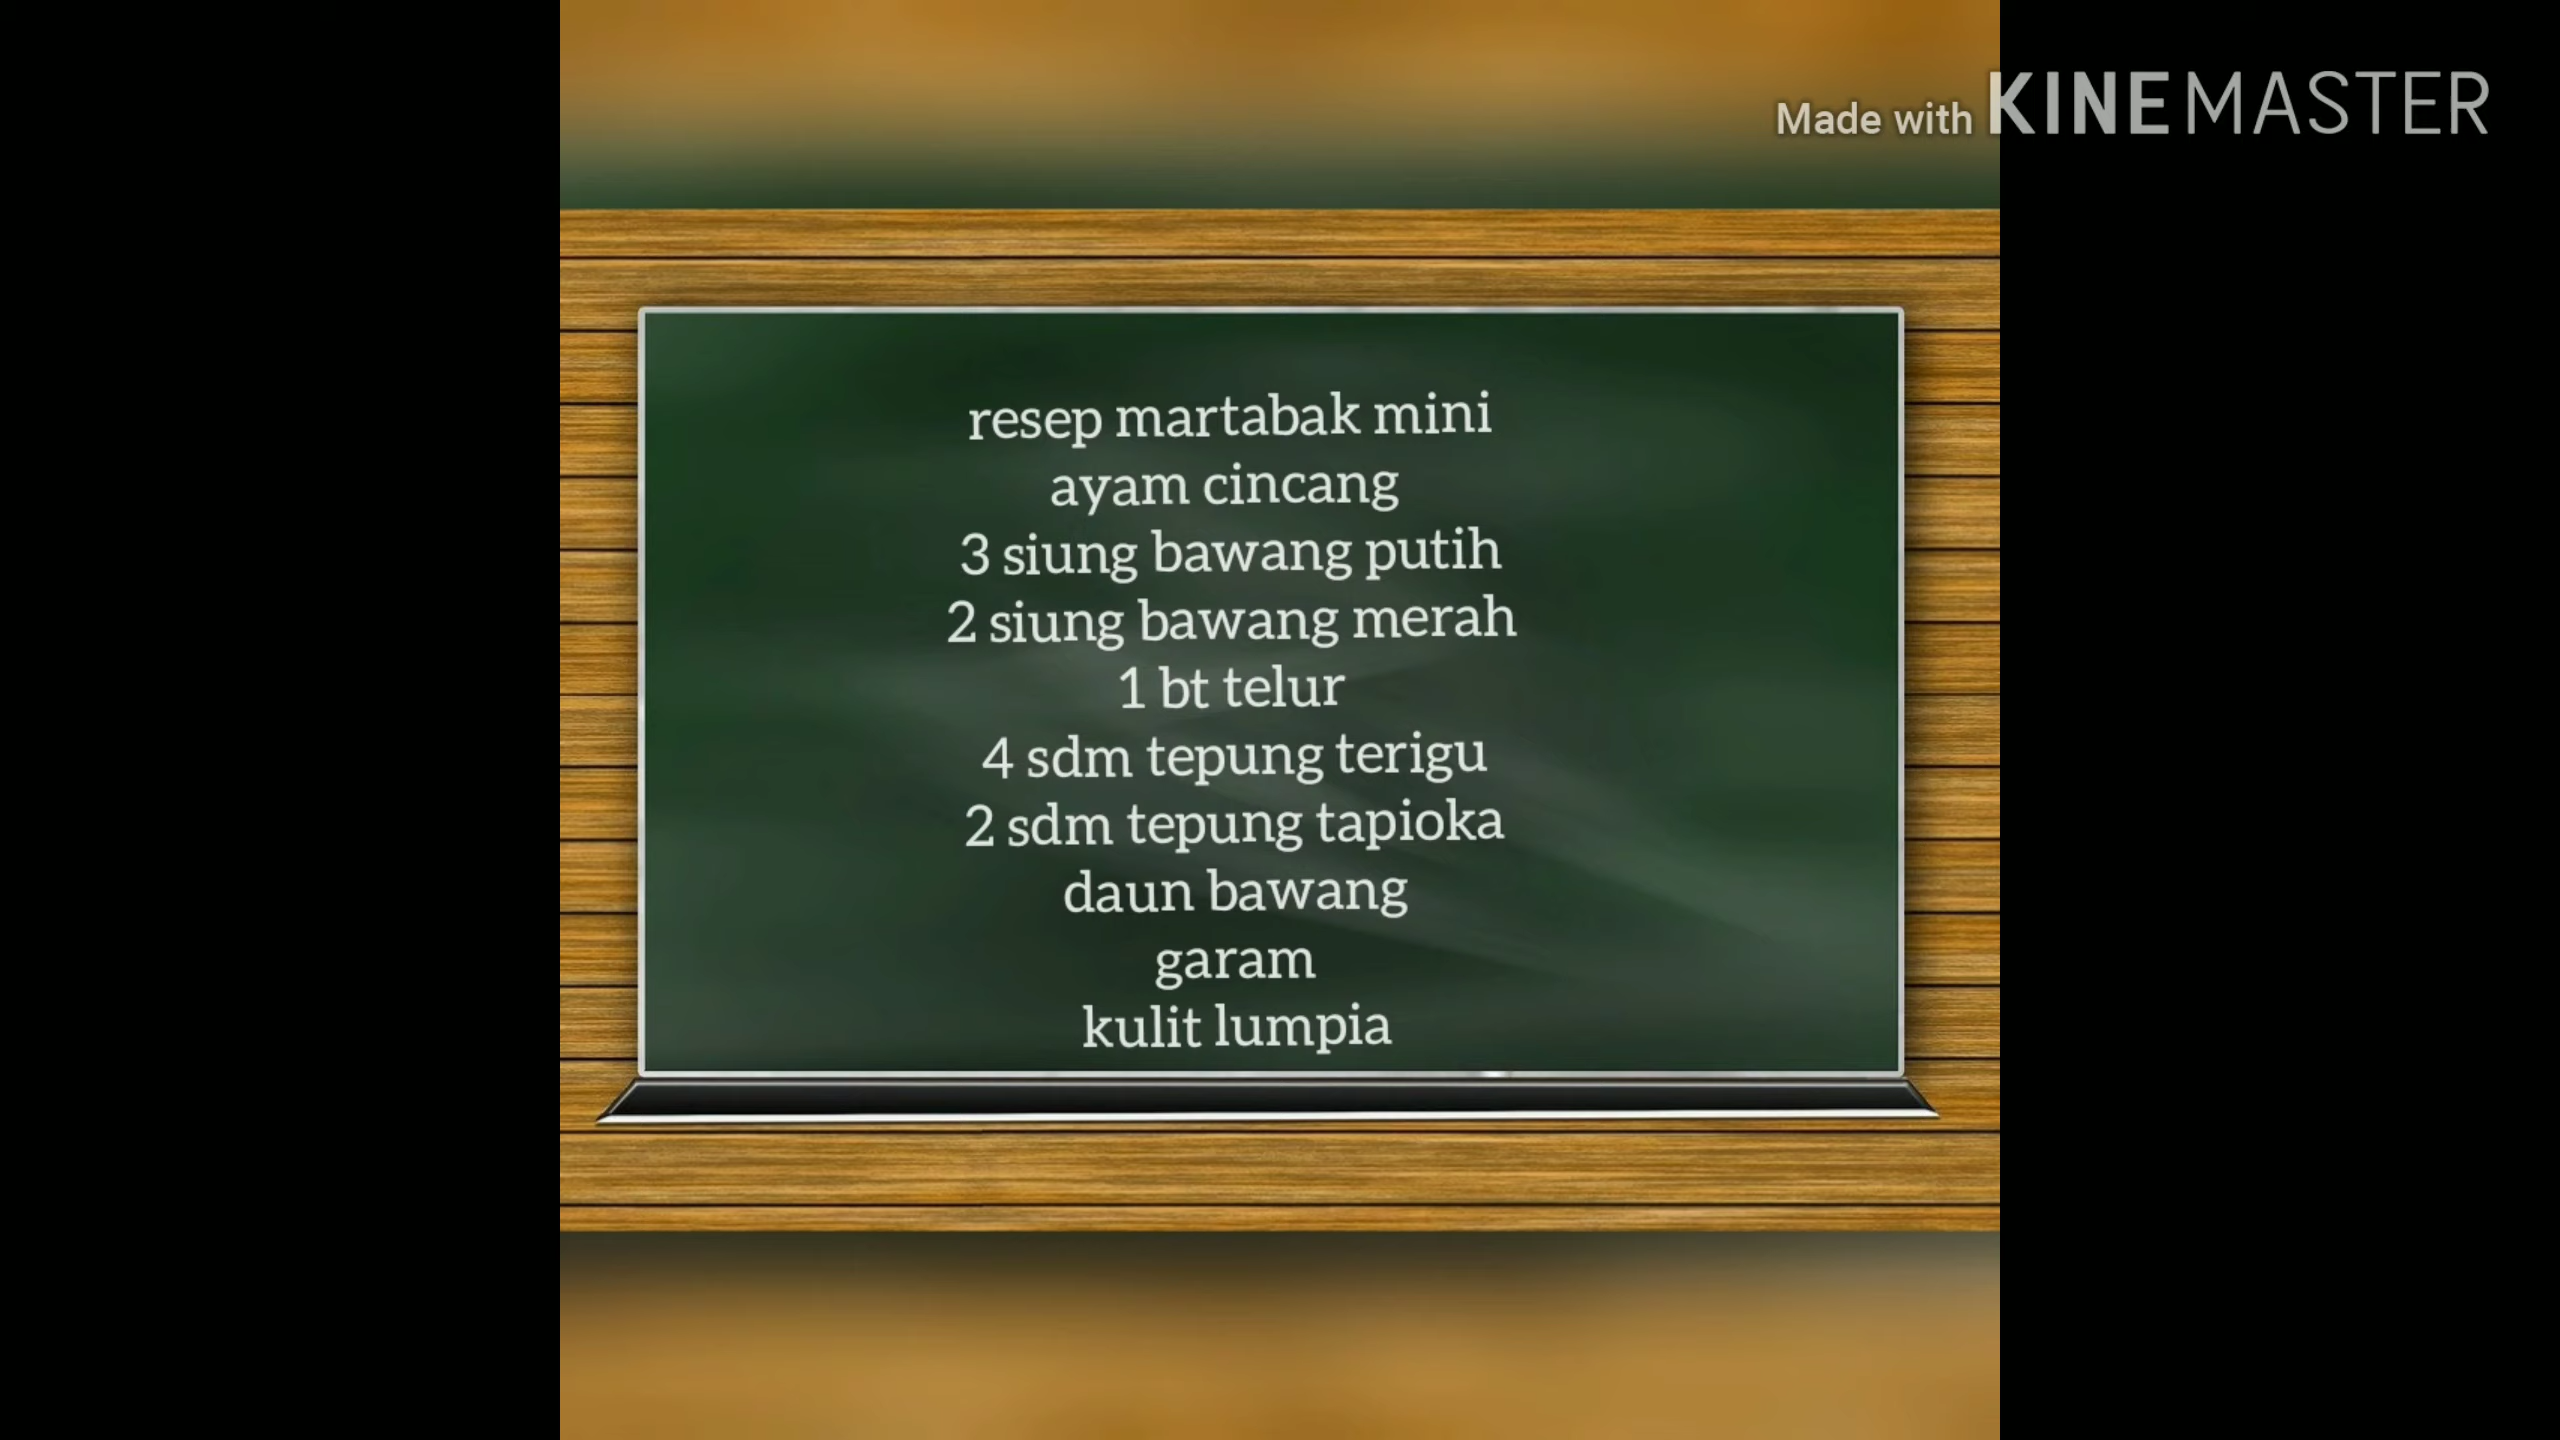 Made with KINEMASTER
resep martabak mini
ayam cincang
3 siung bawang putih
2 siung bawang merah
1 bt telur
4 sdm tepung terigu
2 sdm tepung tapioka
daun bawang
garam
kulit lumpia